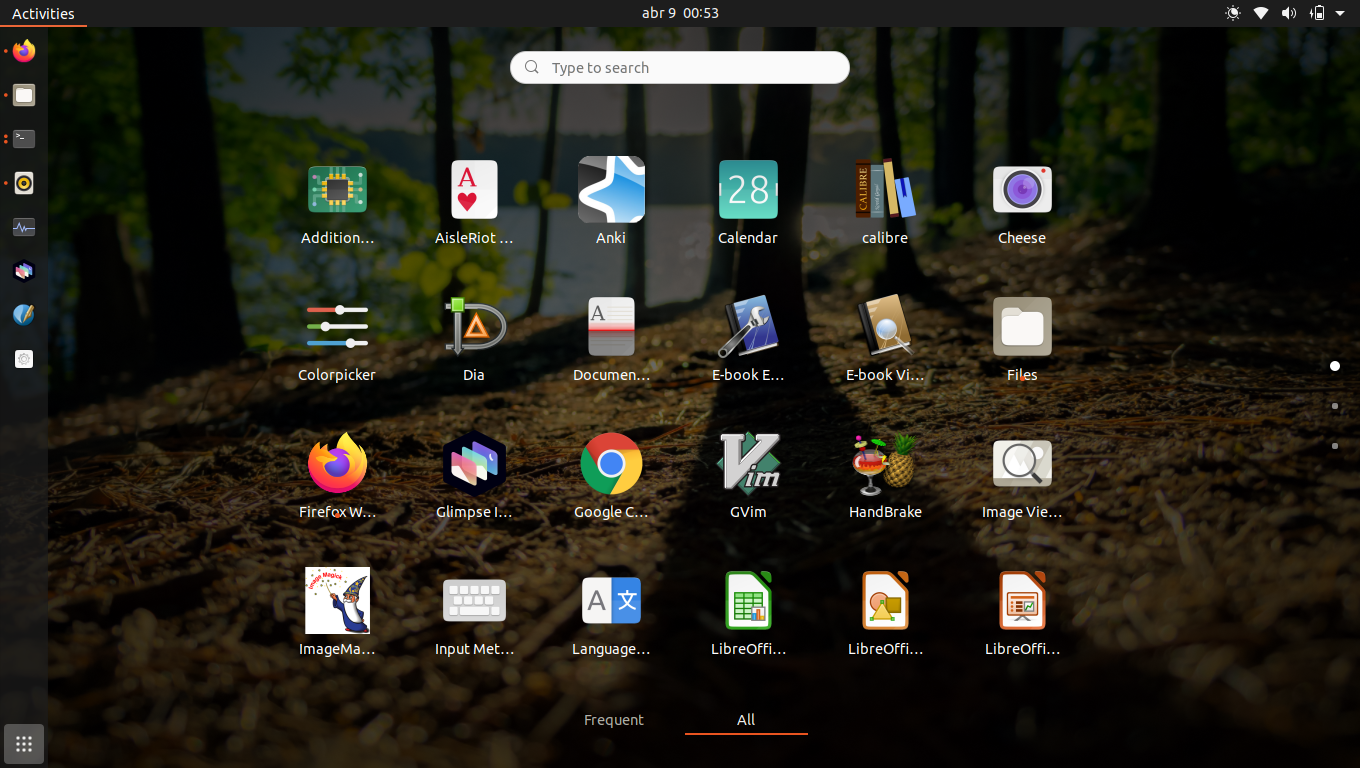 Activities
abr 9 00:53
Type to search
A
28
CALIBRE
Addition…
AisleRiot …
Anki
Calendar
calibre
Cheese
A
Colorpicker
Dia
Documen…
E-book E…
E-book Vi…
Files
Vim
Firefox W…
Glimpse I…
Google C…
GVim
HandBrake
Image Vie…
Image Magick
A 文
ImageMa…
Input Met…
Language…
LibreOffi…
LibreOffi…
LibreOffi…
Frequent
All